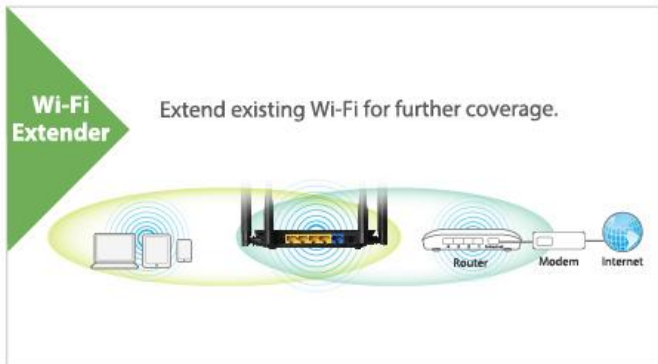 Wi-Fi
Extender
Extend existing Wi-Fi for further coverage.
Router
Modem
Internet